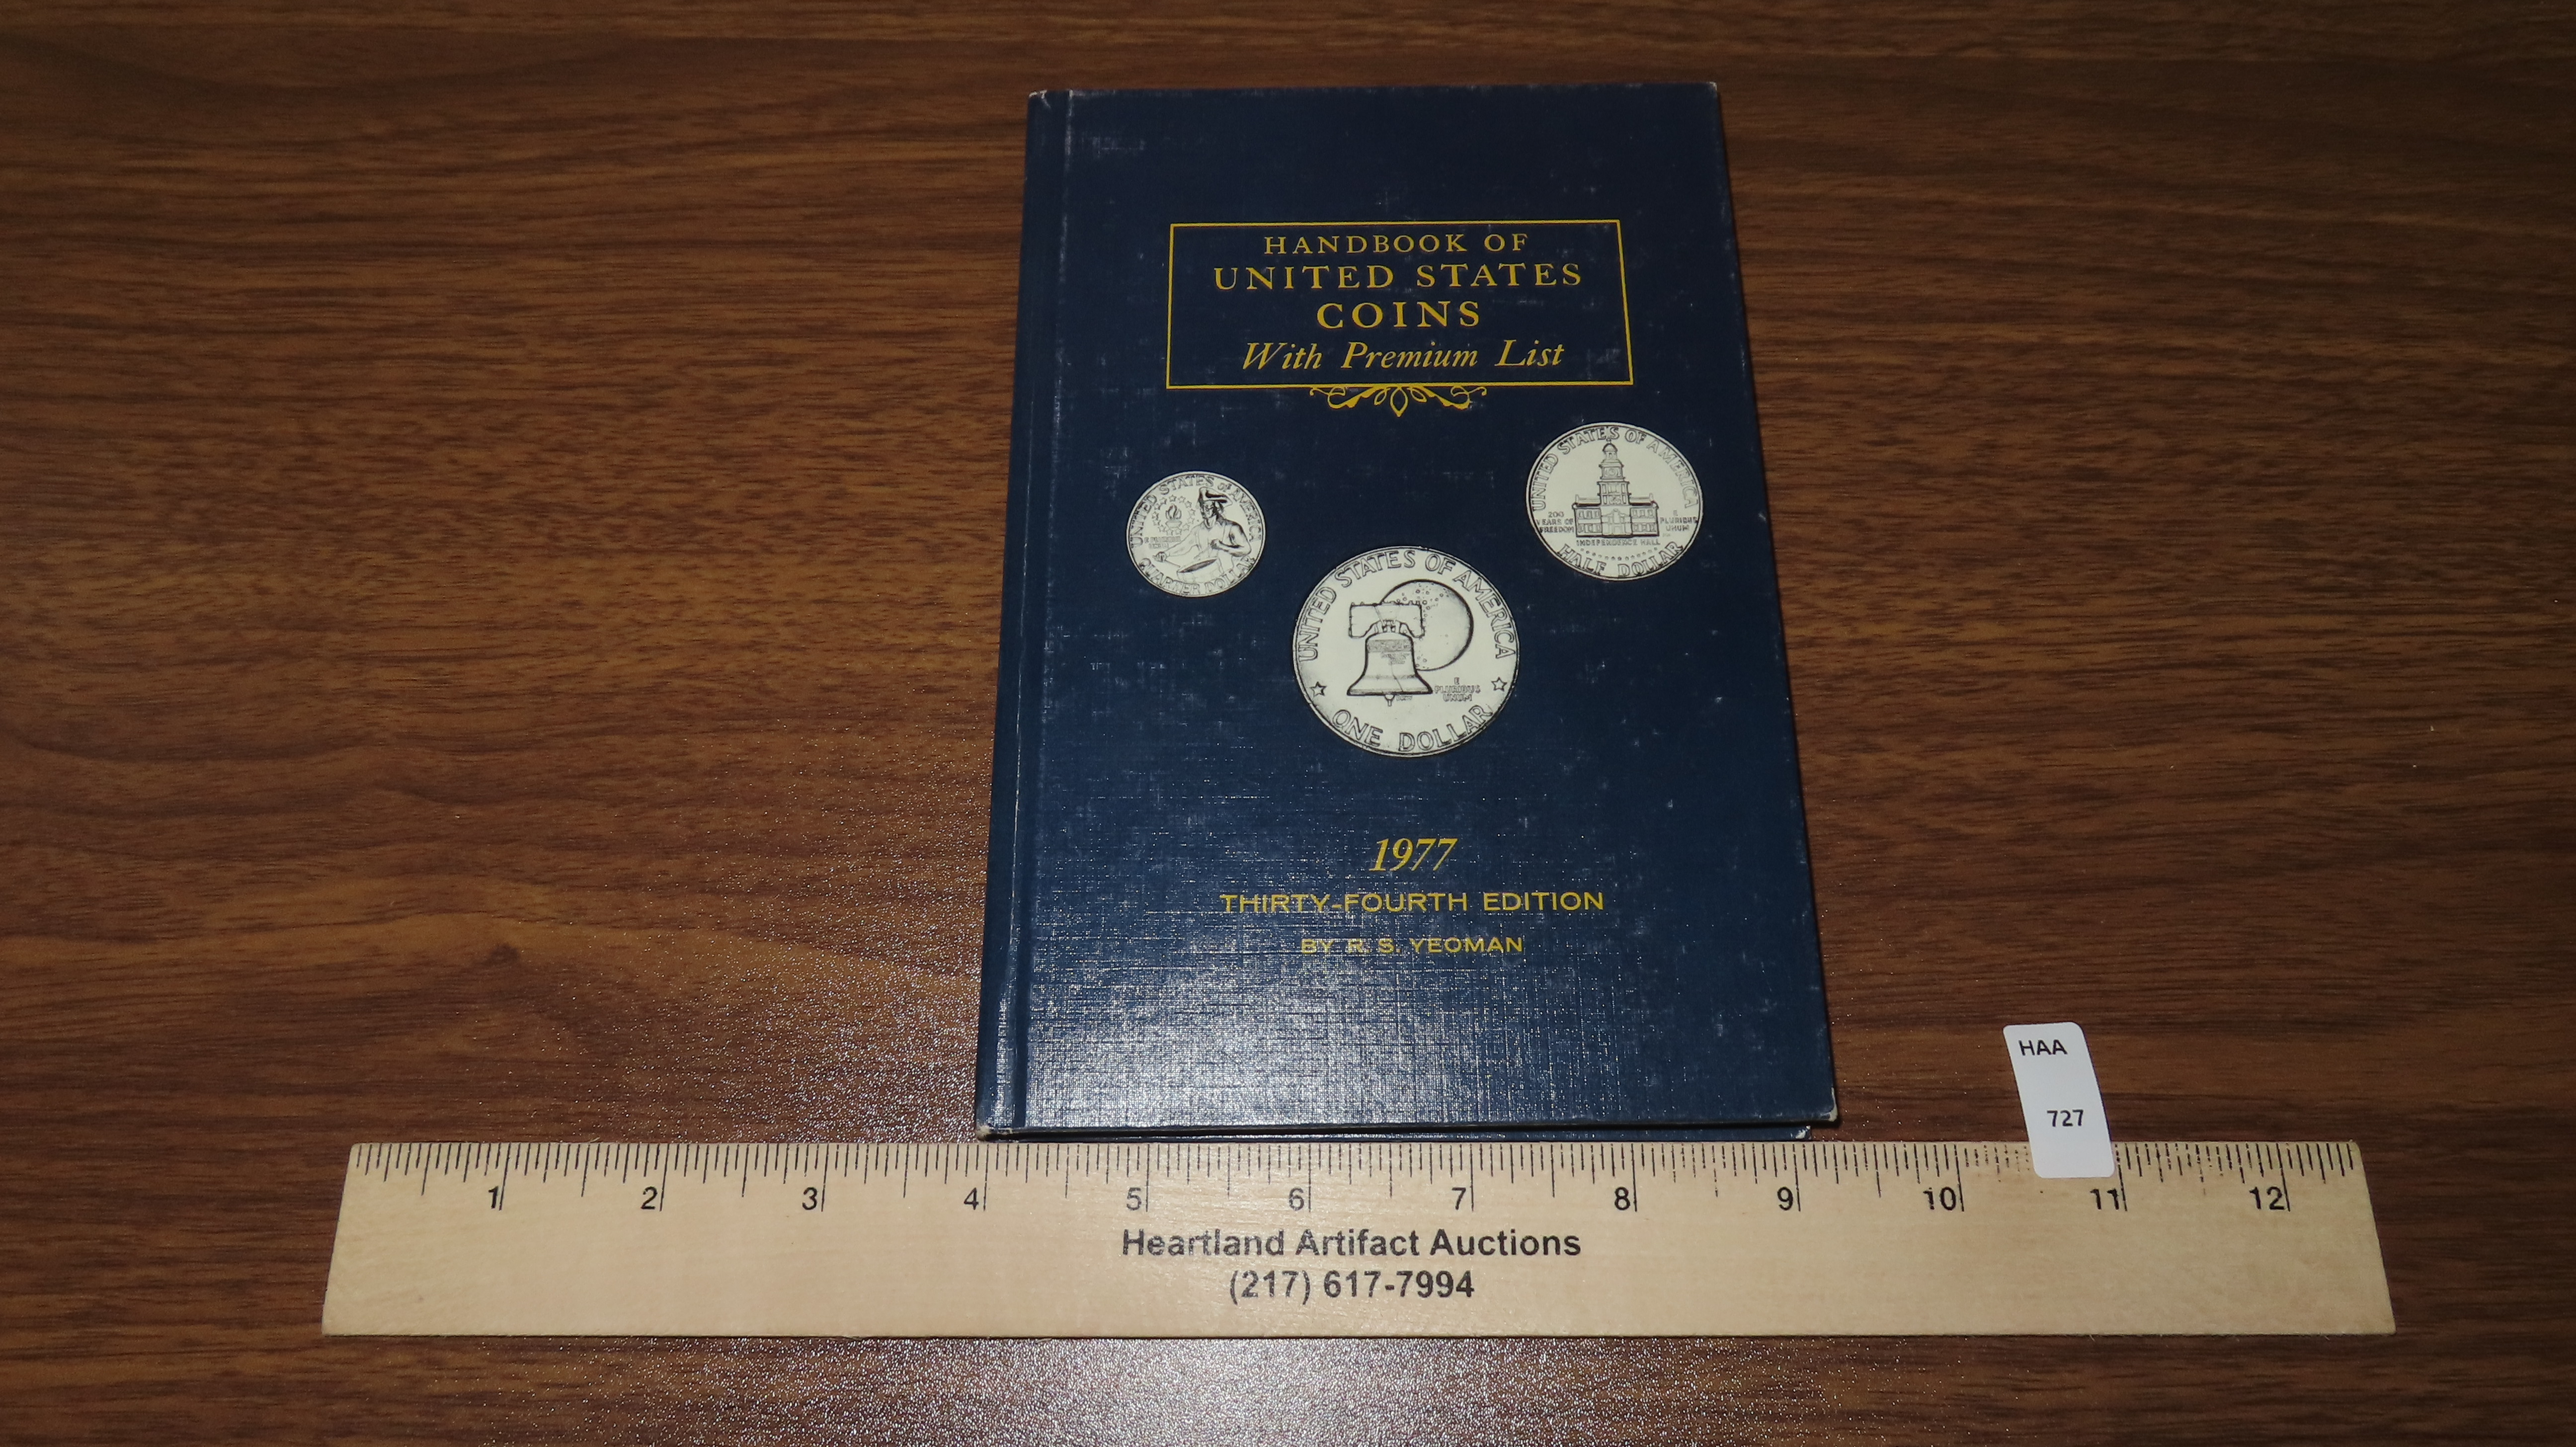 HANDBOOK OF
UNITED STATES
COINS
With Premium List
UNITED STATES OF AMERICA
E PLURIBUS
UNUM
QUARTER DOLLAR
UNITED STATES OF AMERICA
200
YEARS OF
FREEDOM
E
PLURIBUS
UNUM
INDEPENDENCE HALL
HALF DOLLAR
UNITED STATES OF AMERICA
E
PLURIBUS
UNUM
ONE DOLLAR
1977
THIRTY-FOURTH EDITION
BY R. S. YEOMAN
HAA
727
1 2 3 4 5 6 7 8 9 10 11 12
Heartland Artifact Auctions
(217) 617-7994